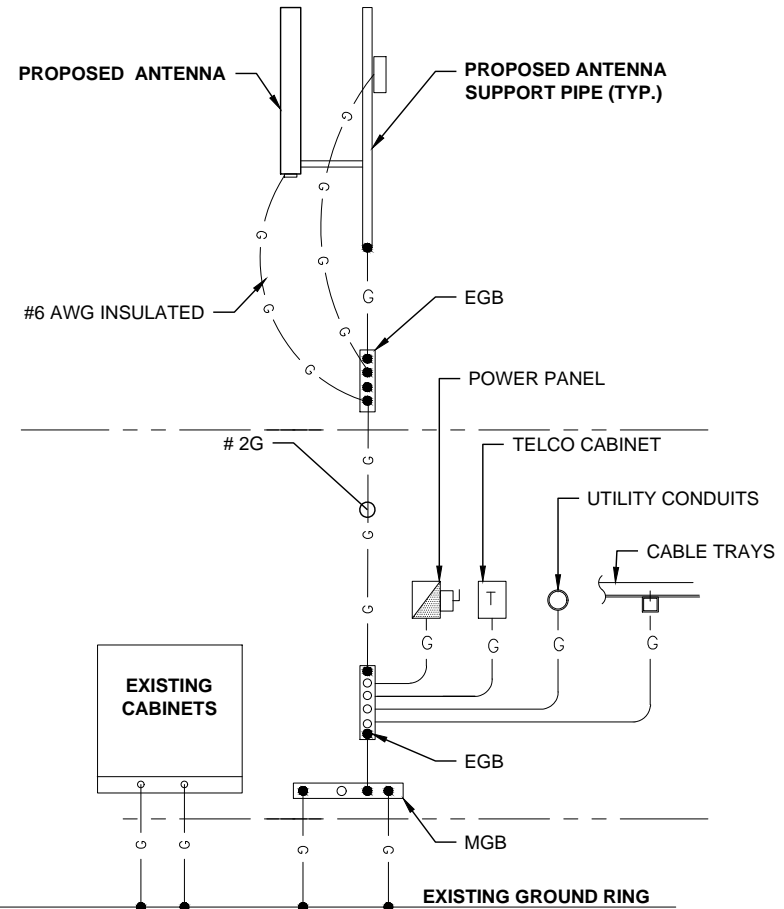 PROPOSED ANTENNA
PROPOSED ANTENNA
SUPPORT PIPE (TYP.)
G
G
G
G
G
G
G
G
G
#6 AWG INSULATED
EGB
POWER PANEL
# 2G
G
TELCO CABINET
UTILITY CONDUITS
G
CABLE TRAYS
T
G
G
G
G
G
EXISTING
CABINETS
EGB
MGB
G
G
G
G
EXISTING GROUND RING